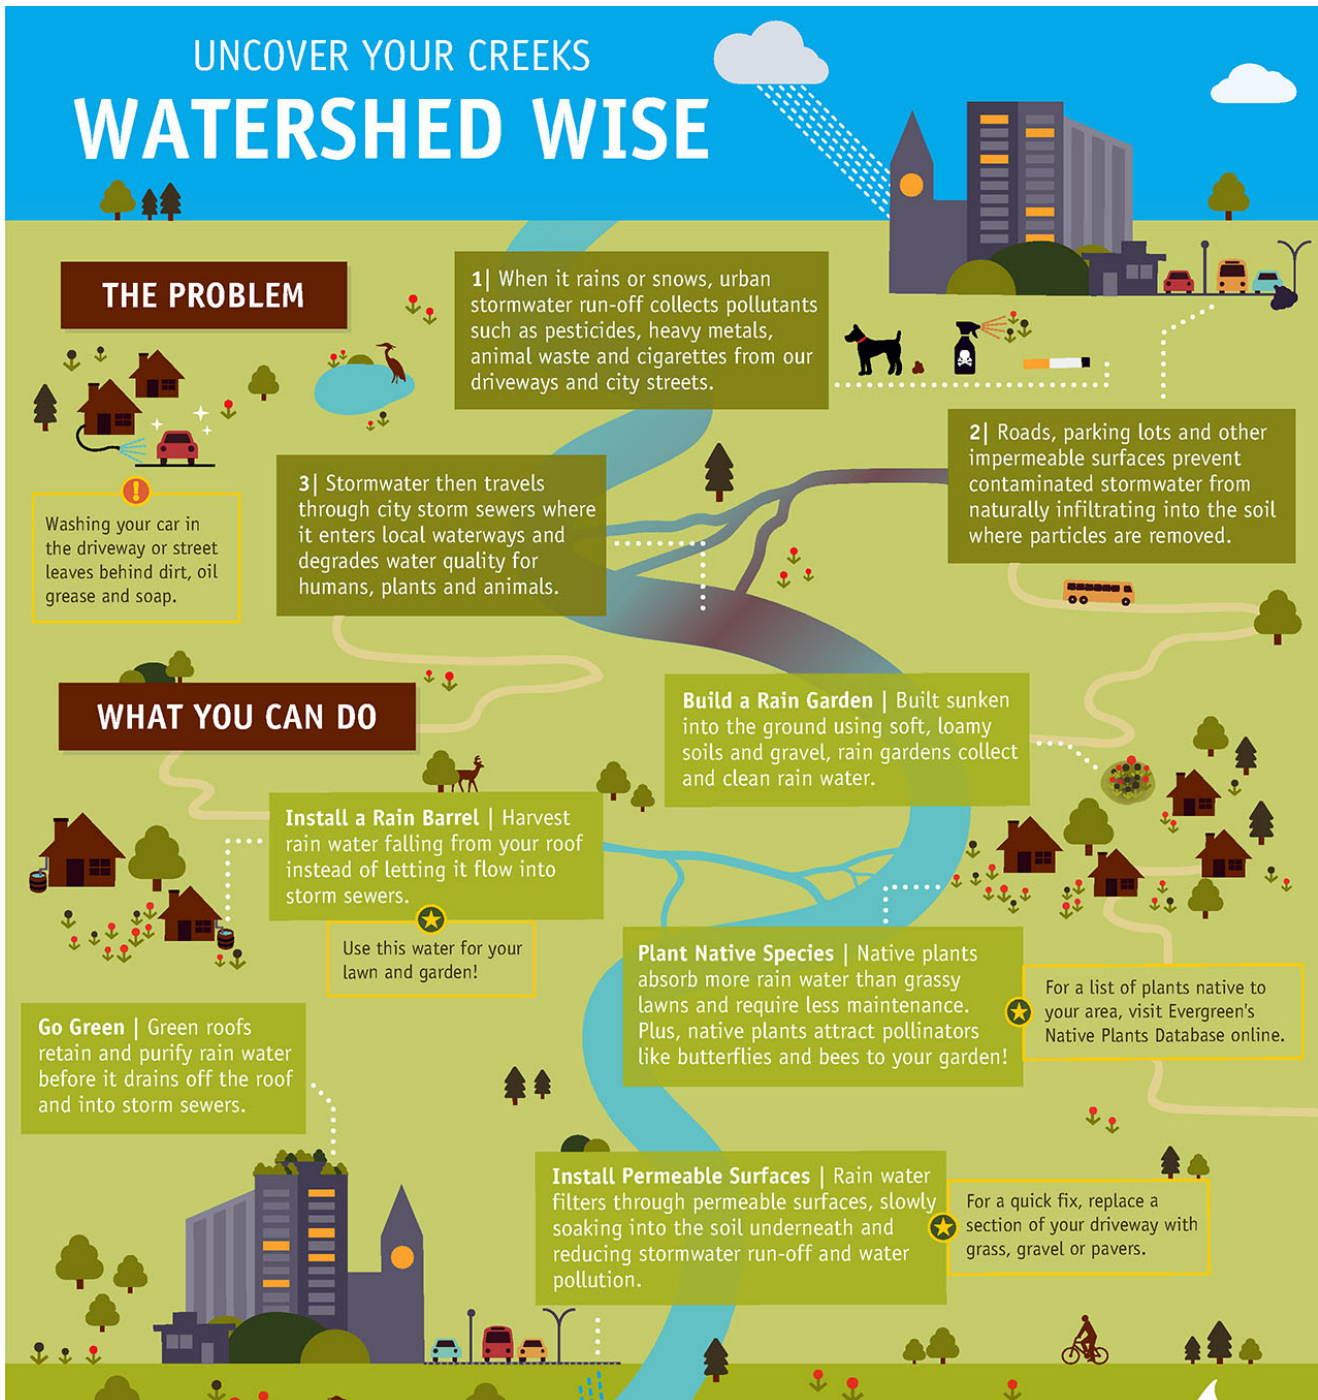 UNCOVER YOUR CREEKS
WATERSHED WISE
THE PROBLEM
1| When it rains or snows, urban
stormwater run-off collects pollutants
such as pesticides, heavy metals,
animal waste and cigarettes from our
driveways and city streets.
2| Roads, parking lots and other
impermeable surfaces prevent
contaminated stormwater from
naturally infiltrating into the soil
where particles are removed.
3| Stormwater then travels
through city storm sewers where
it enters local waterways and
degrades water quality for
humans, plants and animals.
!
Washing your car in
the driveway or street
leaves behind dirt, oil
grease and soap.
WHAT YOU CAN DO
Build a Rain Garden | Built sunken
into the ground using soft, loamy
soils and gravel, rain gardens collect
and clean rain water.
Install a Rain Barrel | Harvest
rain water falling from your roof
instead of letting it flow into
storm sewers.
Use this water for your
lawn and garden!
Plant Native Species | Native plants
absorb more rain water than grassy
lawns and require less maintenance.
Plus, native plants attract pollinators
like butterflies and bees to your garden!
For a list of plants native to
your area, visit Evergreen's
Native Plants Database online.
Go Green | Green roofs
retain and purify rain water
before it drains off the roof
and into storm sewers.
Install Permeable Surfaces | Rain water
filters through permeable surfaces, slowly
soaking into the soil underneath and
reducing stormwater run-off and water
pollution.
For a quick fix, replace a
section of your driveway with
grass, gravel or pavers.